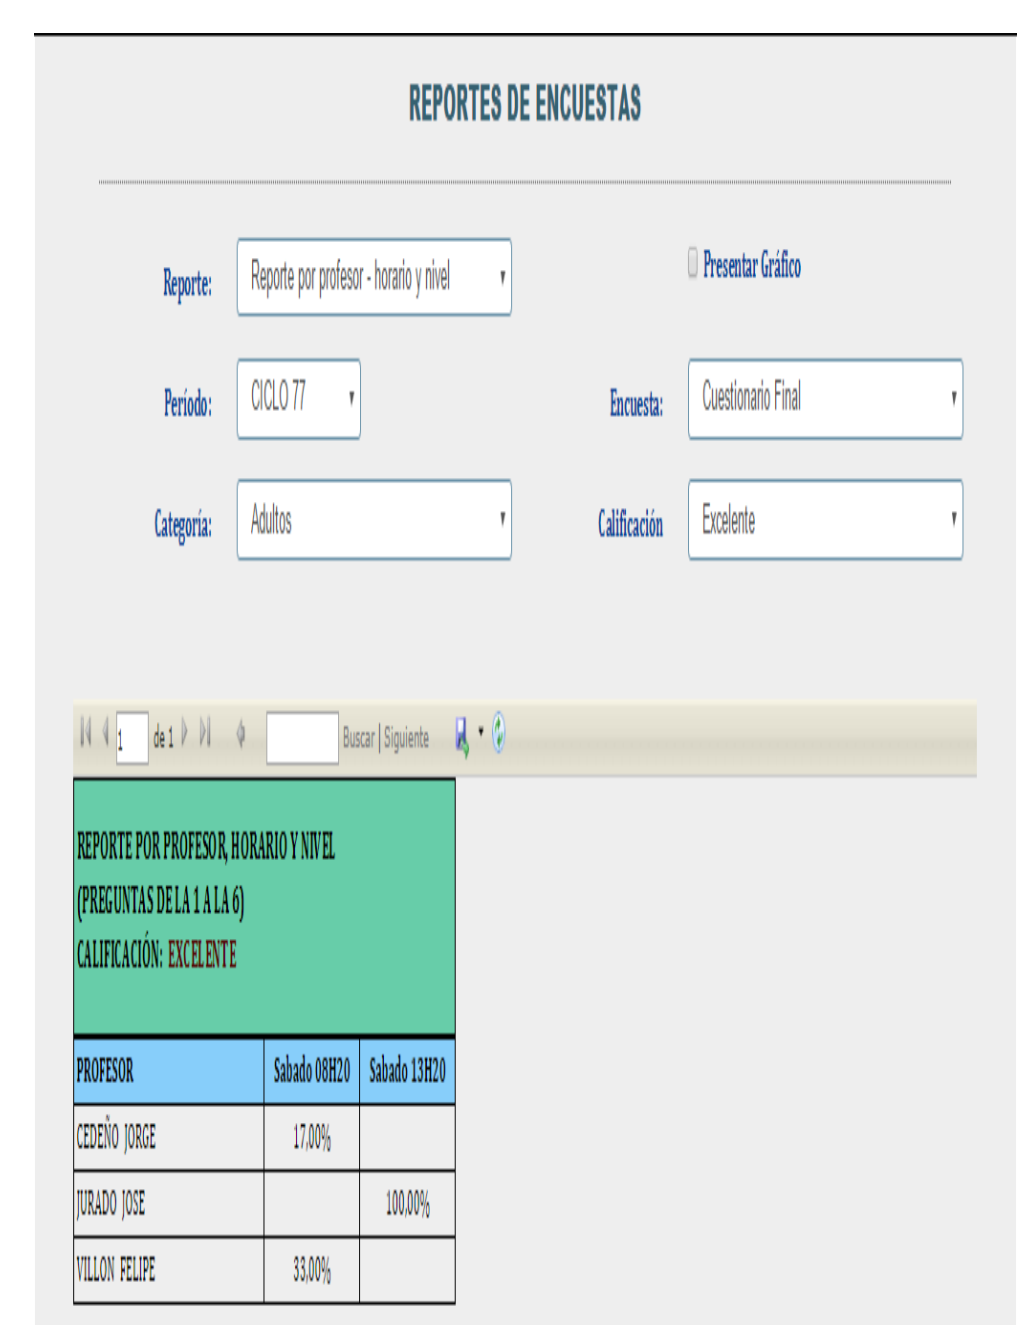 REPORTES DE ENCUESTAS
Reporte: Reporte por profesor - horario y nivel Presentar Gráfico
Período: CICLO 77 Encuesta: Cuestionario Final
Categoría: Adultos Calificación Excelente
1 de 1 Buscar | Siguiente
REPORTE POR PROFESOR, HORARIO Y NIVEL
(PREGUNTAS DE LA 1 A LA 6)
CALIFICACIÓN: EXCELENTE
PROFESOR Sabado 08H20 Sabado 13H20
CEDEÑO JORGE 17,00%
JURADO JOSE 100,00%
VILLON FELIPE 33,00%